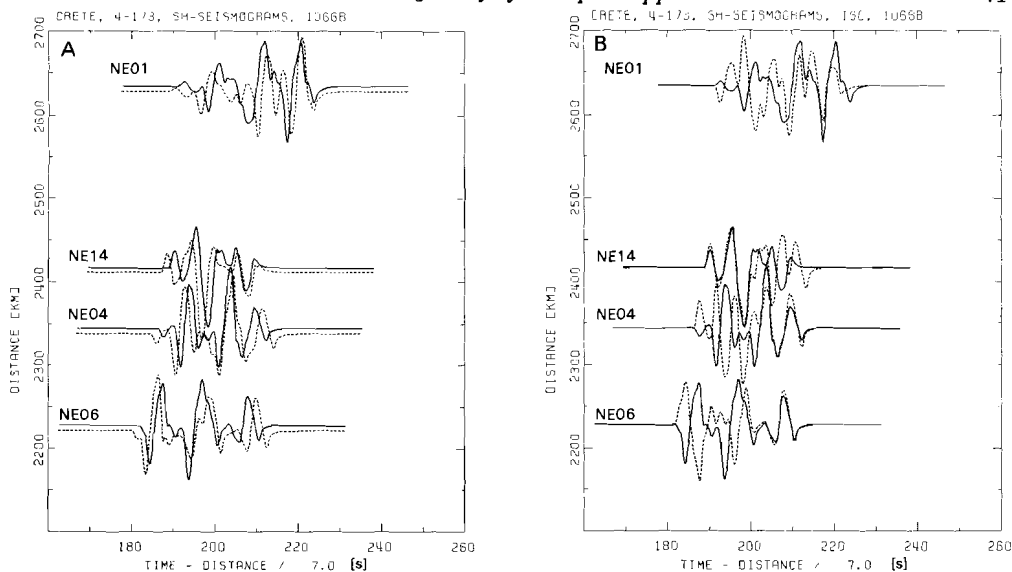 CRETE, 4-173, SH-SEISMOGRAMS, 1066B
CRETE, 4-173, SH-SEISMOGRAMS, ISC, 1066B
A
NE01
NE14
NE04
NE06
2700
2600
2500
2400
2300
2200
DISTANCE [KM]
180 200 220 240 260
TIME - DISTANCE / 7.0 [s]
B
NE01
NE14
NE04
NE06
2700
2600
2500
2400
2300
2200
DISTANCE [KM]
180 200 220 240 260
TIME - DISTANCE / 7.0 [s]